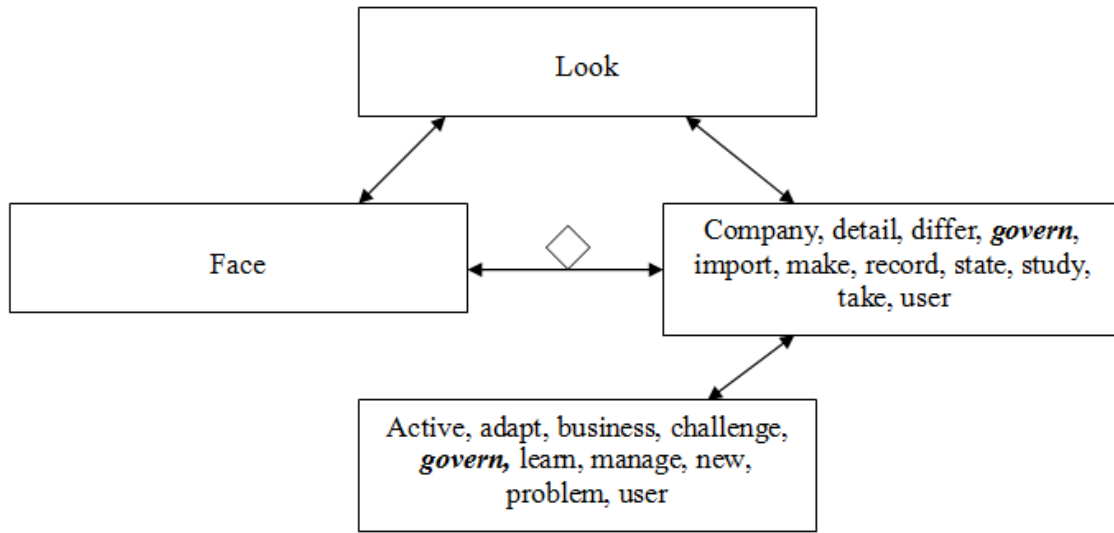 Look
Face
Company, detail, differ, govern,
import, make, record, state, study,
take, user
Active, adapt, business, challenge,
govern, learn, manage, new,
problem, user